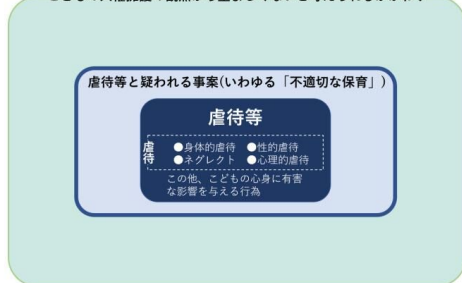 虐待等と疑われる事案(いわゆる「不適切な保育」)
虐待等
虐待
●身体的虐待 ●性的虐待
●ネグレクト ●心理的虐待
この他、こどもの心身に有害
な影響を与える行為